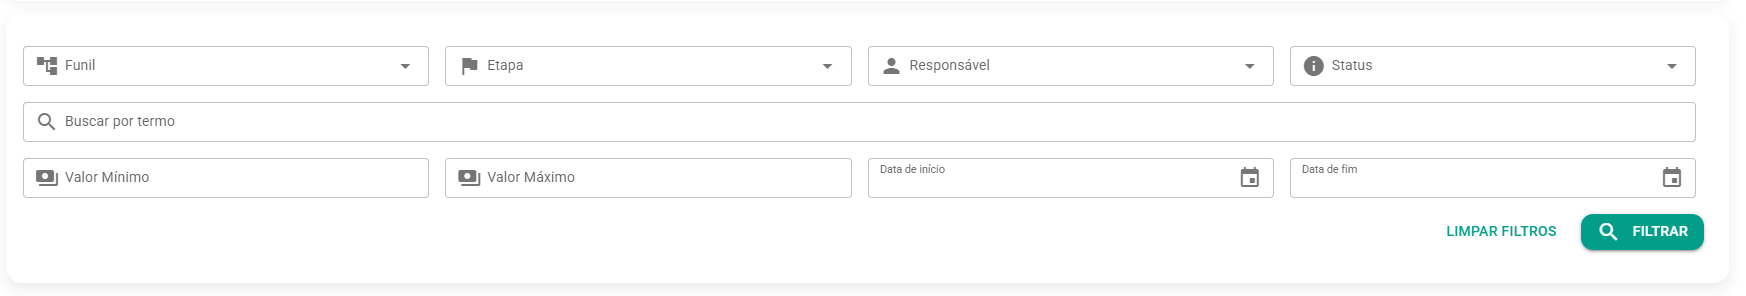 Funil Etapa Responsável Status
Buscar por termo
Valor Mínimo Valor Máximo Data de início Data de fim
LIMPAR FILTROS FILTRAR